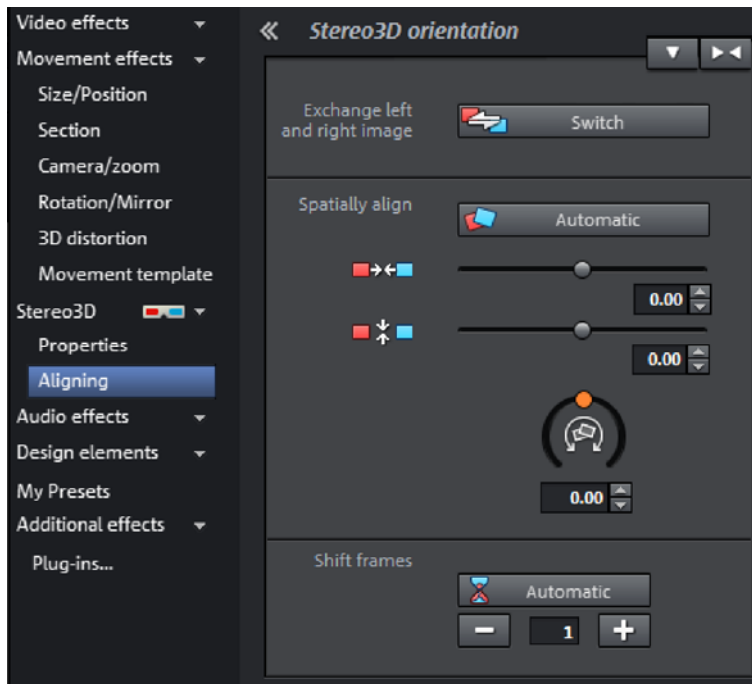 Video effects
Movement effects
Size/Position
Section
Camera/zoom
Rotation/Mirror
3D distortion
Movement template
Stereo3D
Properties
Aligning
Audio effects
Design elements
My Presets
Additional effects
Plug-ins...
Stereo3D orientation
Exchange left
and right image
Switch
Spatially align
Automatic
0.00
0.00
0.00
Shift frames
Automatic
1